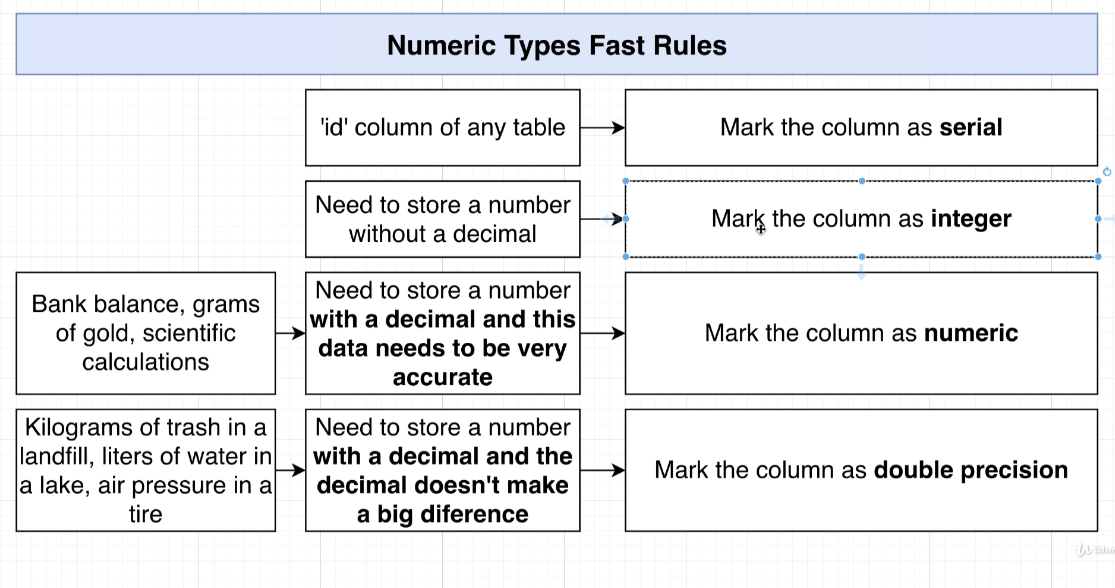 Numeric Types Fast Rules
'id' column of any table
Mark the column as serial
Need to store a number
without a decimal
Mark the column as integer
Bank balance, grams
of gold, scientific
calculations
Need to store a number
with a decimal and this
data needs to be very
accurate
Mark the column as numeric
Kilograms of trash in a
landfill, liters of water in
a lake, air pressure in a
tire
Need to store a number
with a decimal and the
decimal doesn't make
a big diference
Mark the column as double precision